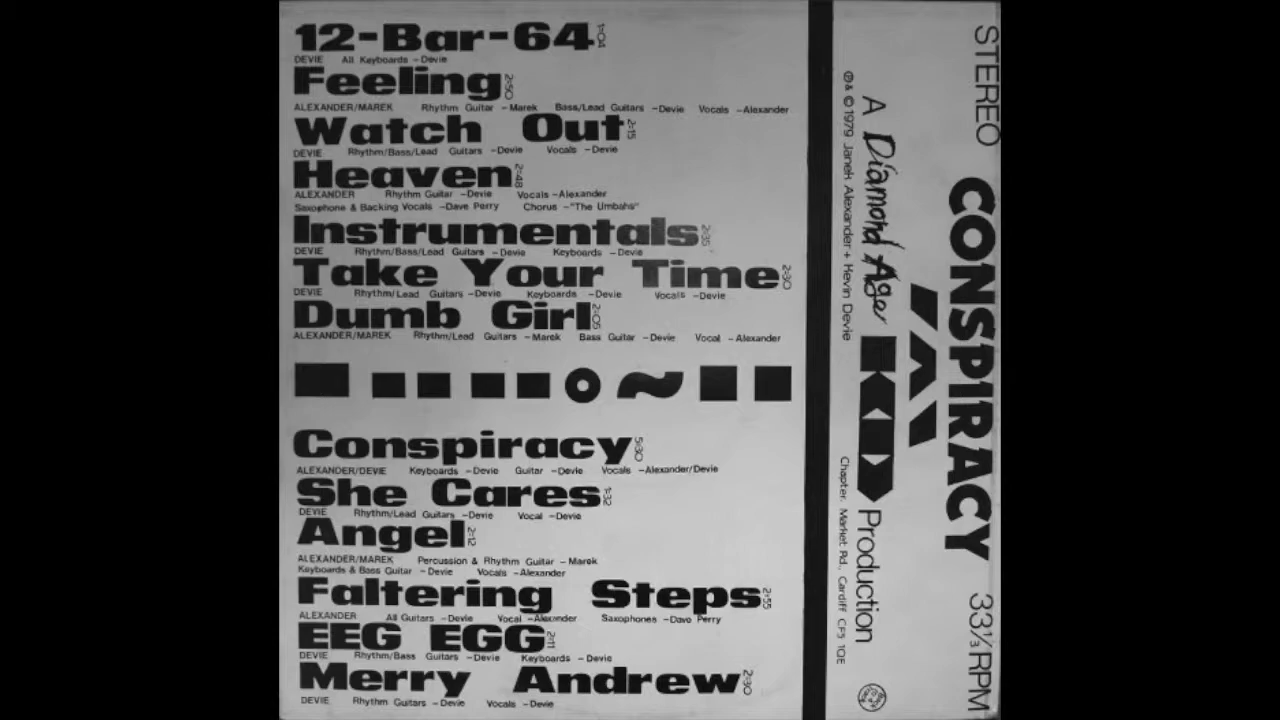 12-Bar-64 1:04
DEVIE All Keyboards -Devie
Feeling 2:50
ALEXANDER/MAREK Rhythm Guitar -Marek Bass/Lead Guitars -Devie Vocals -Alexander
Watch Out 2:15
DEVIE Rhythm/Bass/Lead Guitars -Devie Vocals -Devie
Heaven 2:48
ALEXANDER Rhythm Guitar -Devie Vocals -Alexander
Saxophone & Backing Vocals -Dave Perry Chorus -"The Umbahs"
Instrumentals 2:35
DEVIE Rhythm/Bass/Lead Guitars -Devie Keyboards -Devie
Take Your Time 2:30
DEVIE Rhythm/Lead Guitars -Devie Keyboards -Devie Vocals -Devie
Dumb Girl 2:05
ALEXANDER/MAREK Rhythm/Lead Guitars -Marek Bass Guitar -Devie Vocal -Alexander
Conspiracy 5:30
ALEXANDER/DEVIE Keyboards -Devie Guitar -Devie Vocals -Alexander/Devie
She Cares 1:32
DEVIE Rhythm/Lead Guitars -Devie Vocal -Devie
Angel 2:12
ALEXANDER/MAREK Percussion & Rhythm Guitar -Marek
Keyboards & Bass Guitar -Devie Vocals -Alexander
Faltering Steps 2:55
ALEXANDER All Guitars -Devie Vocal -Alexander Saxophones -Dave Perry
EEG EGG 2:11
DEVIE Rhythm/Bass Guitars -Devie Keyboards -Devie
Merry Andrew 2:30
DEVIE Rhythm Guitars -Devie Vocals -Devie
STEREO CONSPIRACY 33⅓ RPM
A Diamond Age Production
℗ & © 1979 Janek Alexander + Kevin Devie Chapter, Market Rd., Cardiff CF5 1QE